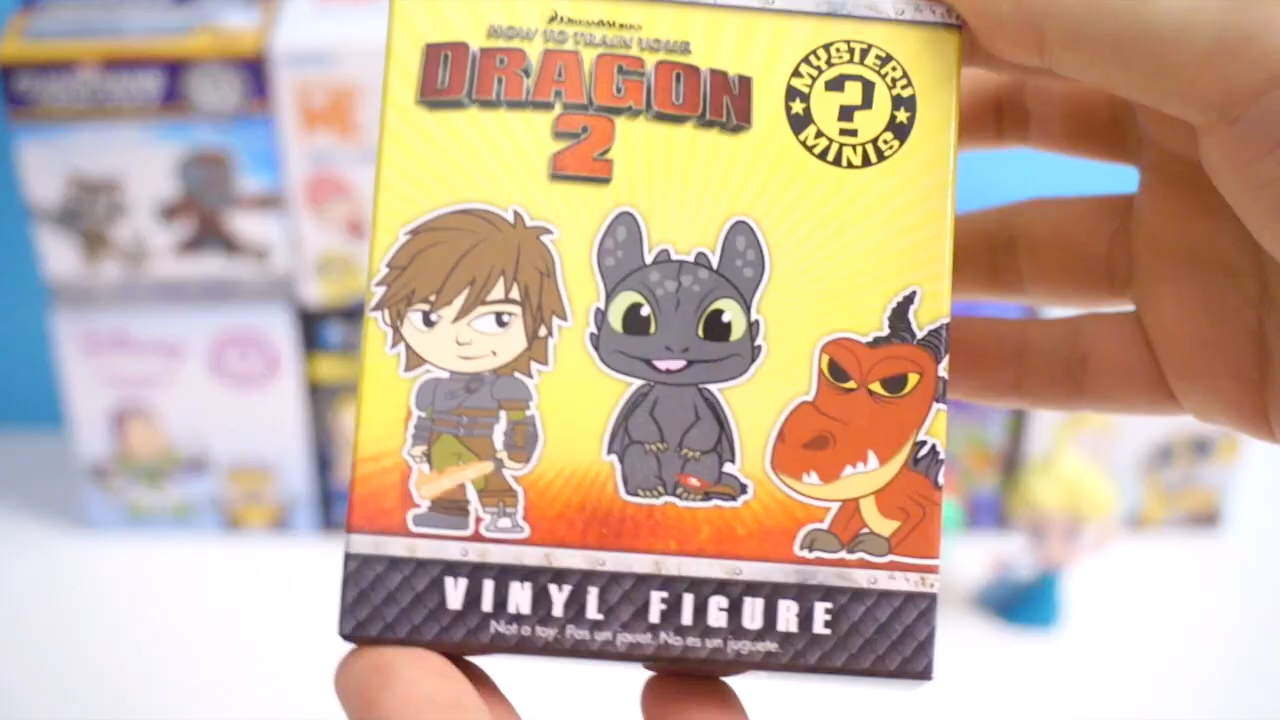 DREAMWORKS
HOW TO TRAIN YOUR
DRAGON
2
MYSTERY
?
MINIS
VINYL FIGURE
Not a toy. Pas un jouet. No es un juguete.